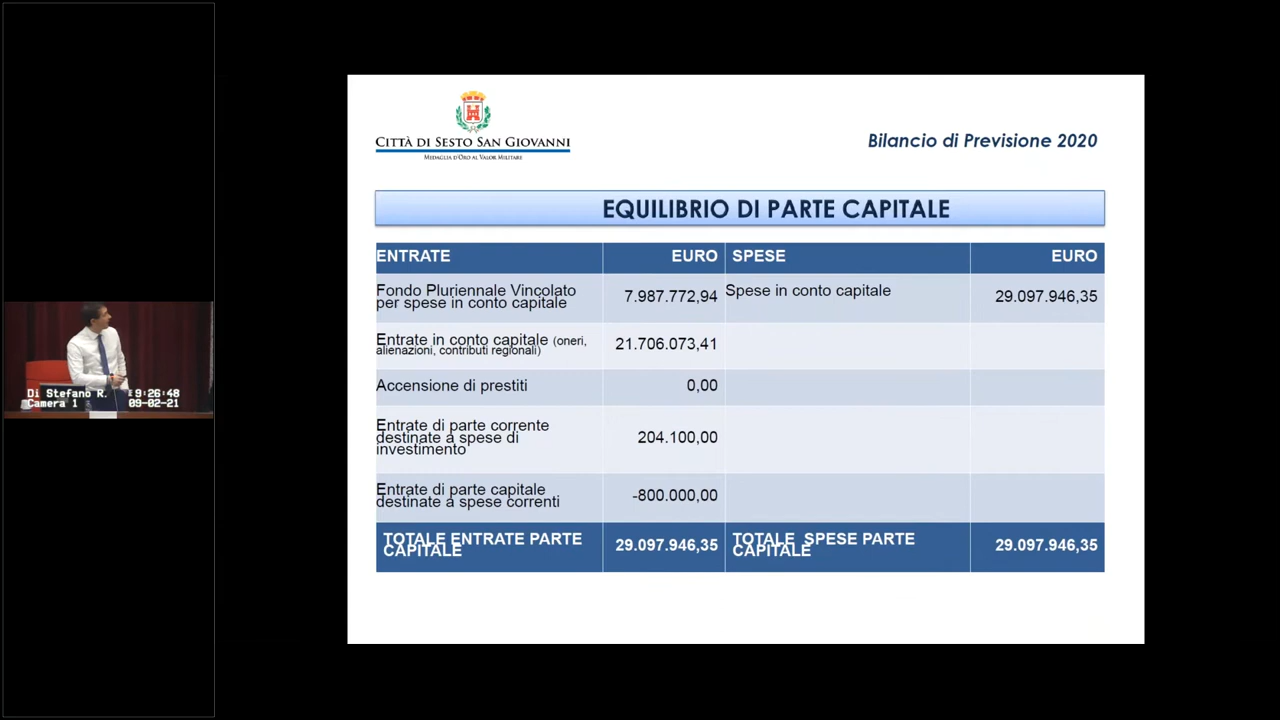 CITTÀ DI SESTO SAN GIOVANNI
MEDAGLIA D'ORO AL VALOR MILITARE
Bilancio di Previsione 2020
EQUILIBRIO DI PARTE CAPITALE
ENTRATE EURO SPESE EURO
Fondo Pluriennale Vincolato
per spese in conto capitale
7.987.772,94
Spese in conto capitale
29.097.946,35
Entrate in conto capitale (oneri,
alienazioni, contributi regionali)
21.706.073,41
Accensione di prestiti 0,00
Entrate di parte corrente
destinate a spese di
investimento
204.100,00
Entrate di parte capitale
destinate a spese correnti
-800.000,00
TOTALE ENTRATE PARTE
CAPITALE
29.097.946,35
TOTALE SPESE PARTE
CAPITALE
29.097.946,35
Di Stefano R. 9:26:48
Camera 1 09-02-21